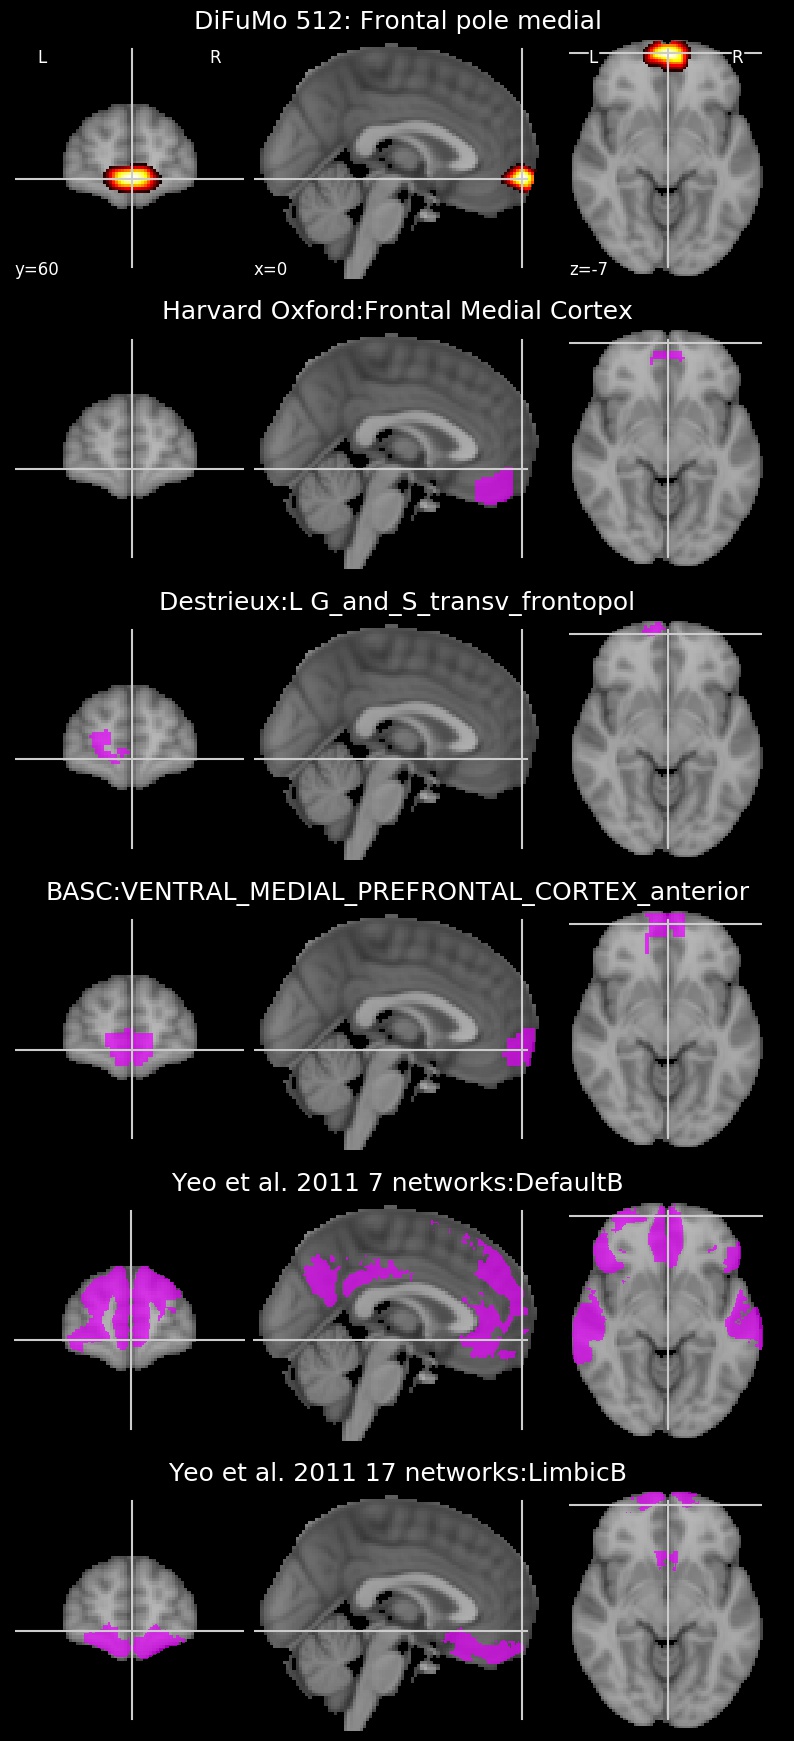 DiFuMo 512: Frontal pole medial
L R L R
y=60 x=0 z=-7
Harvard Oxford:Frontal Medial Cortex
Destrieux:L G_and_S_transv_frontopol
BASC:VENTRAL_MEDIAL_PREFRONTAL_CORTEX_anterior
Yeo et al. 2011 7 networks:DefaultB
Yeo et al. 2011 17 networks:LimbicB